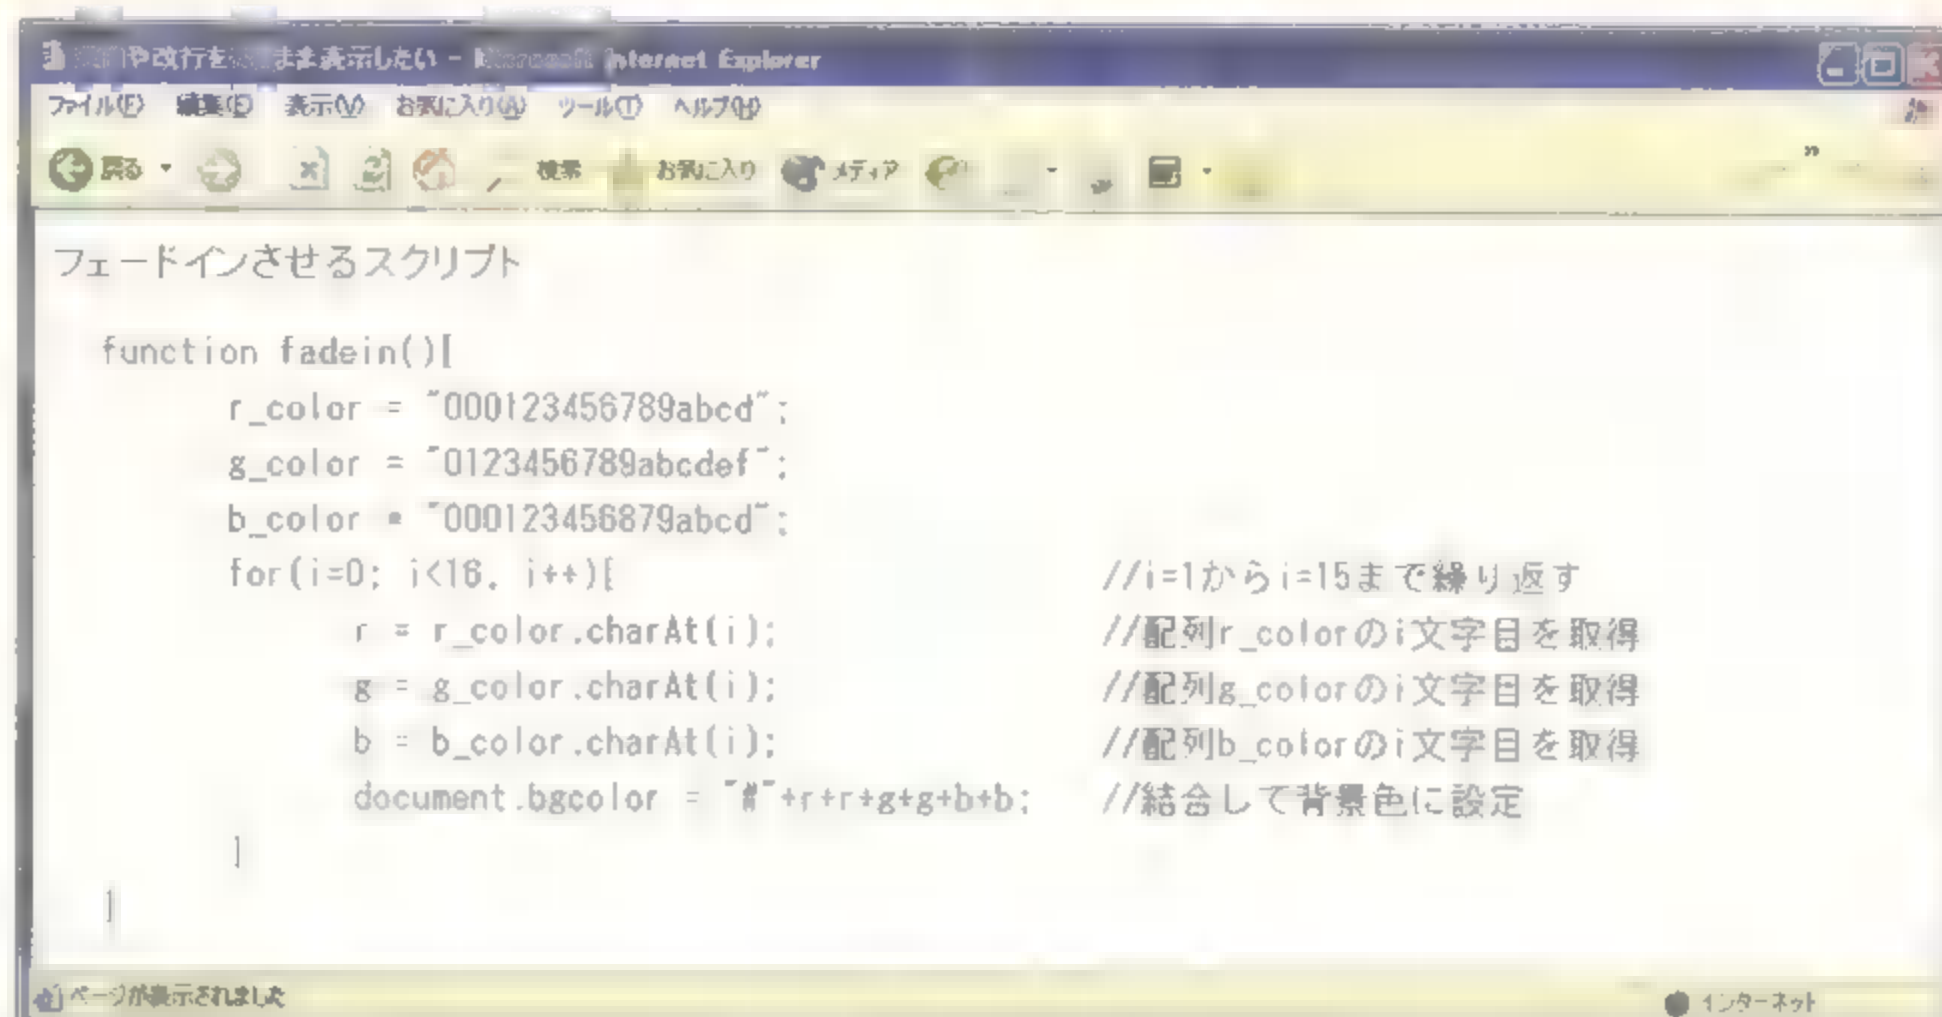 や改行を まま表示したい - Microsoft Internet Explorer
ファイル(F) 編集(E) 表示(V) お気に入り(A) ツール(T) ヘルプ(H)
戻る 検索 お気に入り メディア
フェードインさせるスクリプト
function fadein(){
r_color = "000123456789abcd";
g_color = "0123456789abcdef";
b_color = "000123456879abcd";
for(i=0; i<16, i++){ //i=1からi=15まで繰り返す
r = r_color.charAt(i); //配列r_colorのi文字目を取得
g = g_color.charAt(i); //配列g_colorのi文字目を取得
b = b_color.charAt(i); //配列b_colorのi文字目を取得
document.bgcolor = "#"+r+r+g+g+b+b; //結合して背景色に設定
}
}
ページが表示されました インターネット